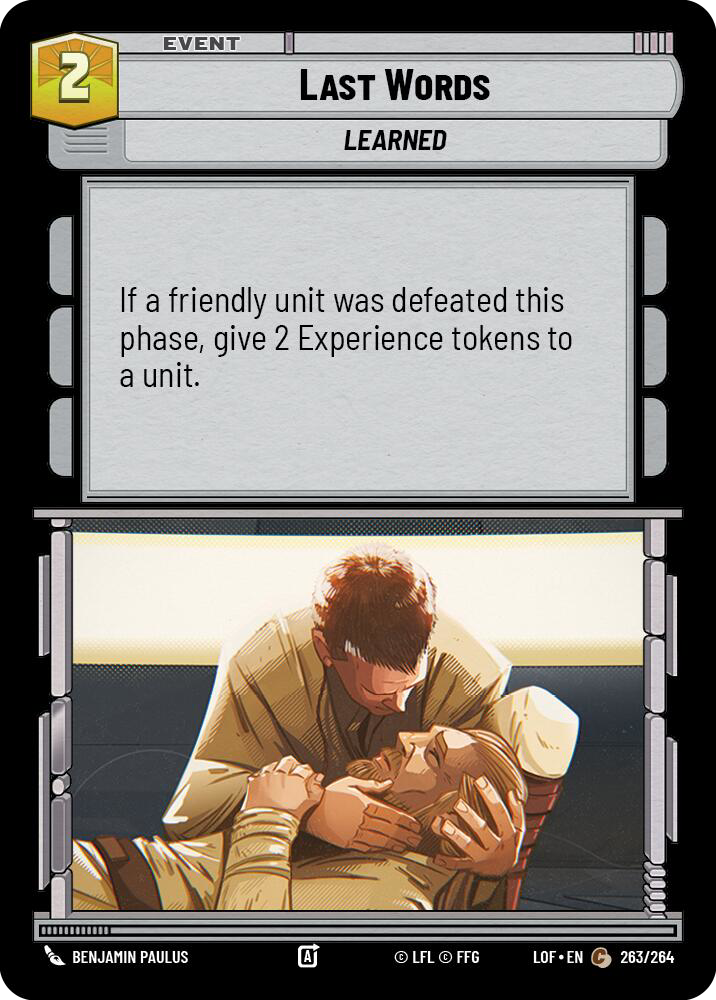 EVENT
2
LAST WORDS
LEARNED
If a friendly unit was defeated this
phase, give 2 Experience tokens to
a unit.
BENJAMIN PAULUS
A
© LFL © FFG
LOF • EN
C
263/264